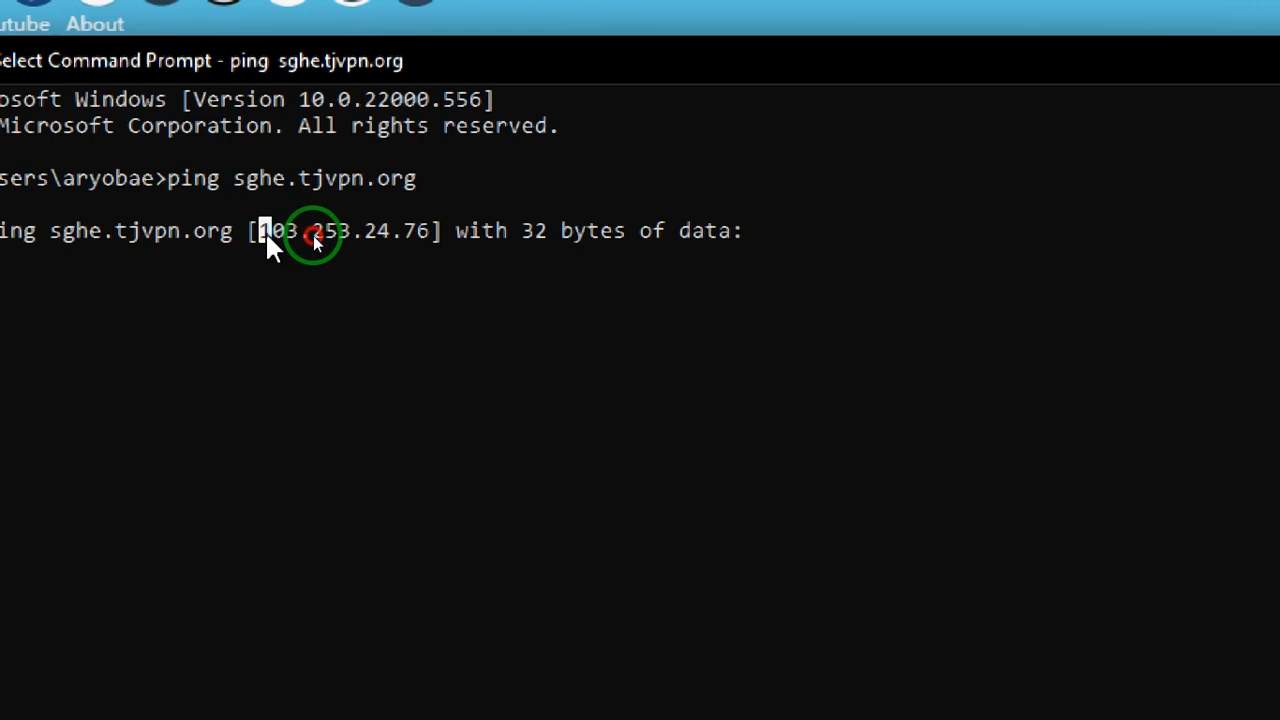 utube About
elect Command Prompt - ping sghe.tjvpn.org
osoft Windows [Version 10.0.22000.556]
Microsoft Corporation. All rights reserved.
sers\aryobae>ping sghe.tjvpn.org
ing sghe.tjvpn.org [103.253.24.76] with 32 bytes of data: